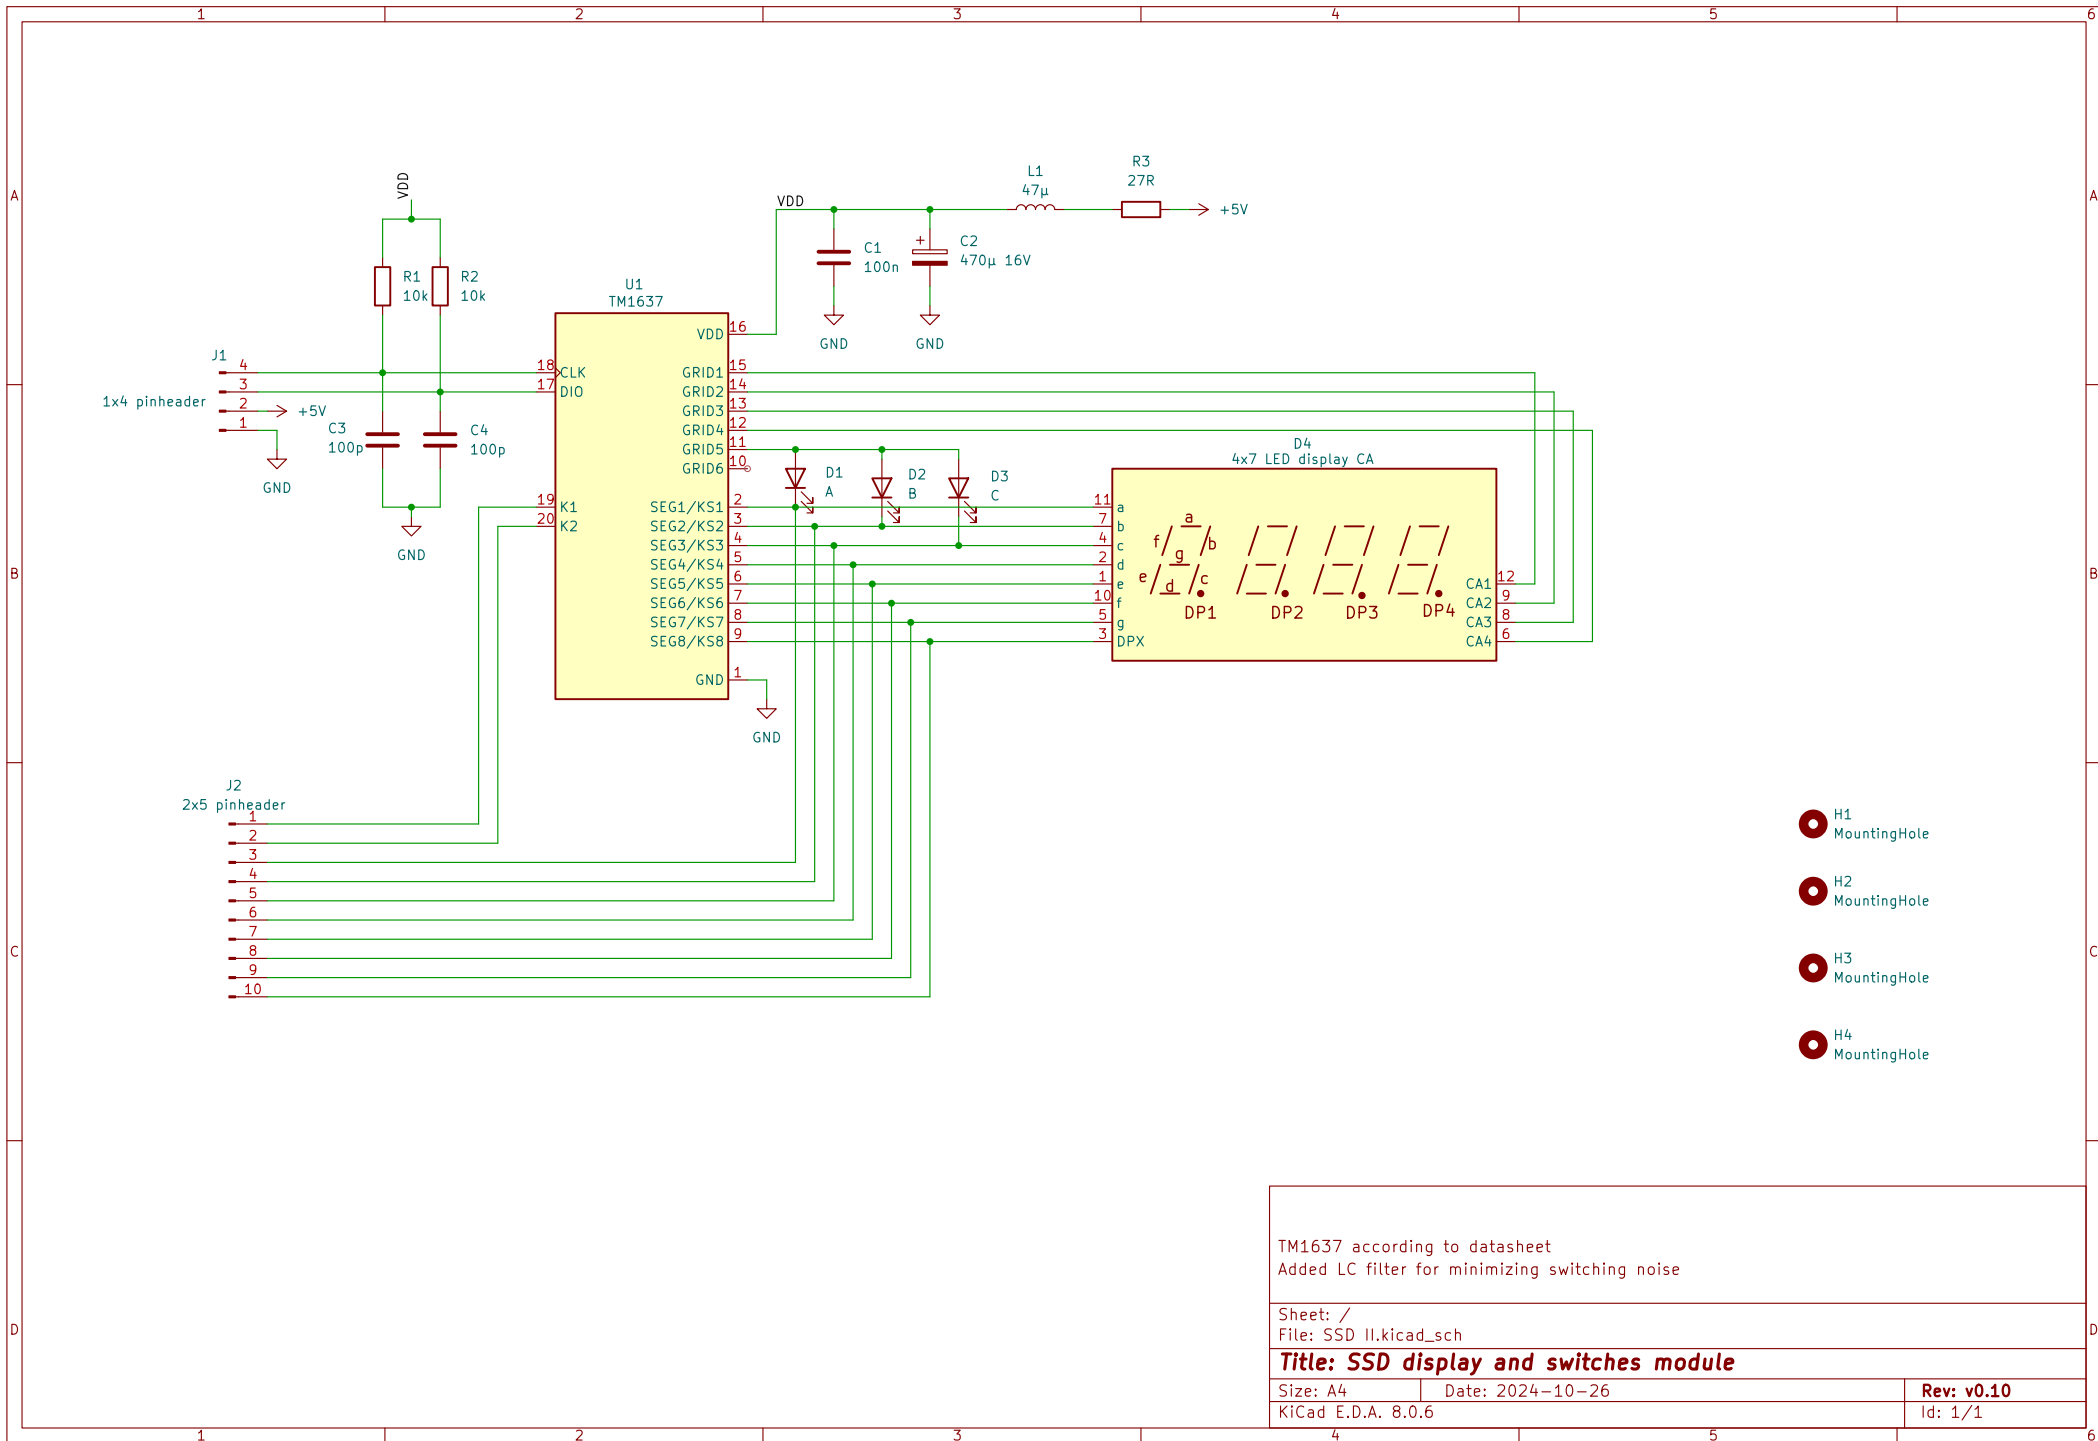 1 2 3 4 5 6
A A
VDD
R1
10k
R2
10k
VDD
C1
100n
GND
C2
470µ 16V
GND
L1
47µ
R3
27R
+5V
J1
1x4 pinheader
4
3
2
1
+5V
GND
C3
100p
C4
100p
GND
U1
TM1637
18 CLK
17 DIO
19 K1
20 K2
VDD 16
GRID1 15
GRID2 14
GRID3 13
GRID4 12
GRID5 11
GRID6 10
SEG1/KS1 2
SEG2/KS2 3
SEG3/KS3 4
SEG4/KS4 5
SEG5/KS5 6
SEG6/KS6 7
SEG7/KS7 8
SEG8/KS8 9
GND 1
GND
D1
A
D2
B
D3
C
D4
4x7 LED display CA
11 a
7 b
4 c
2 d
1 e
10 f
5 g
3 DPX
a
f b
g
e d c
DP1 DP2 DP3 DP4
CA1 12
CA2 9
CA3 8
CA4 6
B B
J2
2x5 pinheader
1
2
3
4
5
6
7
8
9
10
H1
MountingHole
H2
MountingHole
C C
H3
MountingHole
H4
MountingHole
TM1637 according to datasheet
Added LC filter for minimizing switching noise
Sheet: /
File: SSD II.kicad_sch
D D
Title: SSD display and switches module
Size: A4 Date: 2024-10-26 Rev: v0.10
KiCad E.D.A. 8.0.6 Id: 1/1
1 2 3 4 5 6